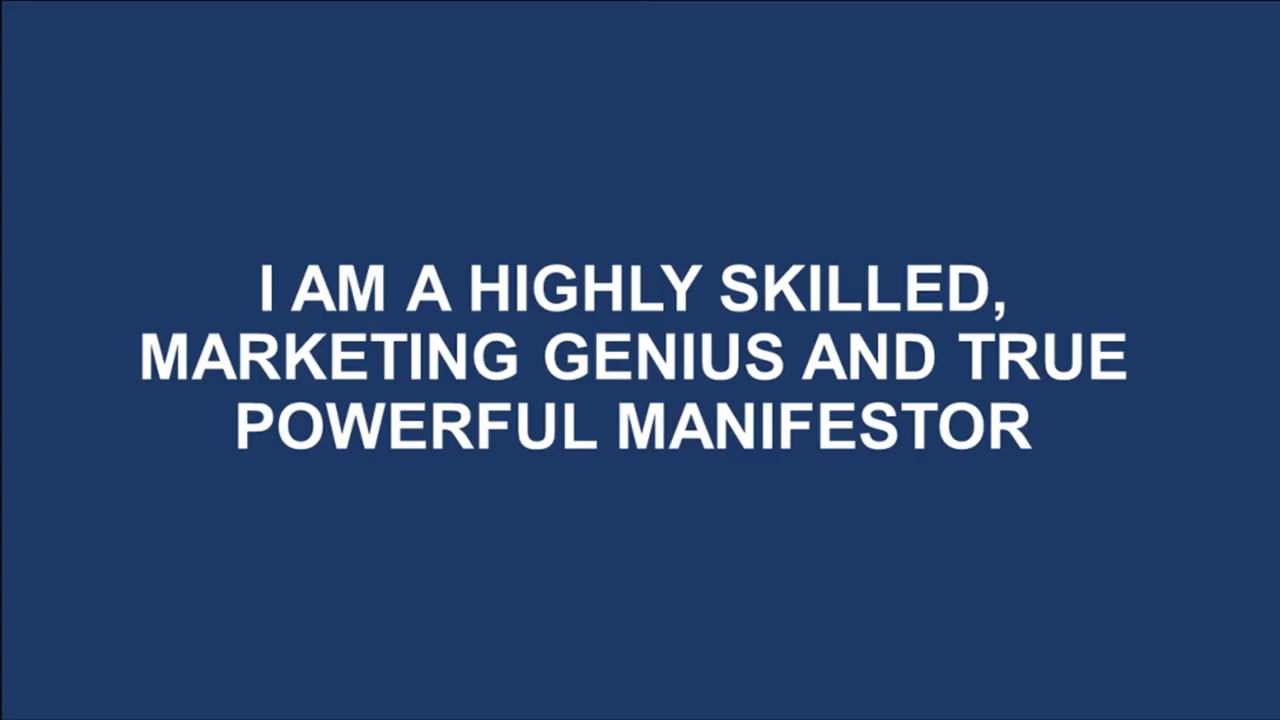 I AM A HIGHLY SKILLED,
MARKETING GENIUS AND TRUE
POWERFUL MANIFESTOR